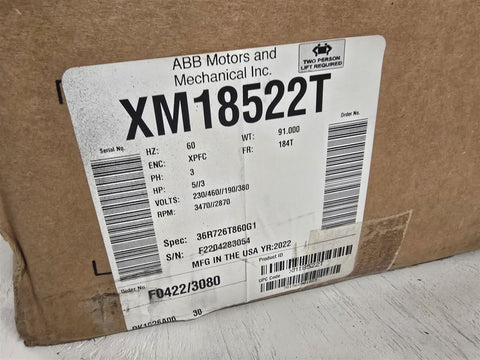 ABB Motors and
Mechanical Inc.
TWO PERSON
LIFT REQUIRED
XM18522T
Serial No.
Order No.
HZ: 60
WT: 91.000
ENC: XPFC
FR: 184T
PH: 3
HP: 5//3
VOLTS: 230/460//190/380
RPM: 3470//2870
Spec: 36R726T860G1
S/N: F2204283054
MFG IN THE USA YR:2022
Product ID
UPC Code
Order No.
F0422/3080
30